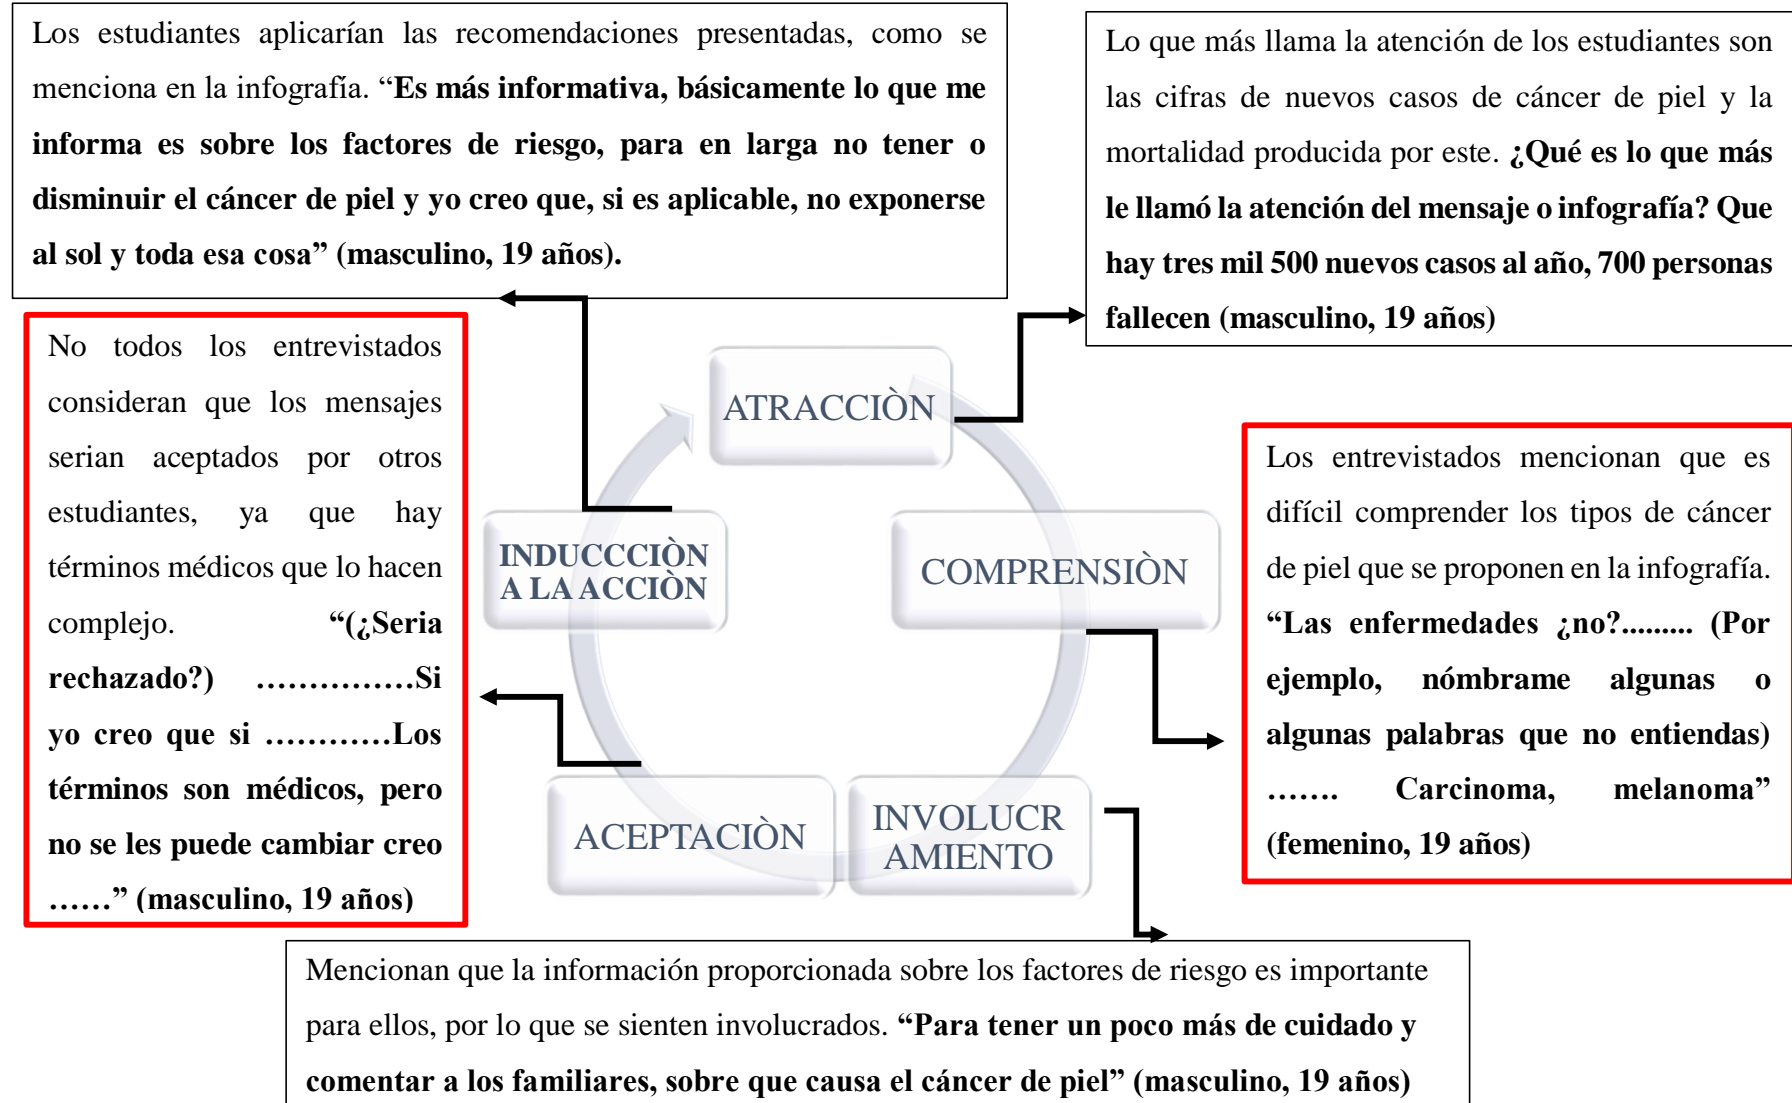 Los estudiantes aplicarían las recomendaciones presentadas, como se
menciona en la infografía. “Es más informativa, básicamente lo que me
informa es sobre los factores de riesgo, para en larga no tener o
disminuir el cáncer de piel y yo creo que, si es aplicable, no exponerse
al sol y toda esa cosa” (masculino, 19 años).
Lo que más llama la atención de los estudiantes son
las cifras de nuevos casos de cáncer de piel y la
mortalidad producida por este. ¿Qué es lo que más
le llamó la atención del mensaje o infografía? Que
hay tres mil 500 nuevos casos al año, 700 personas
fallecen (masculino, 19 años)
No todos los entrevistados
consideran que los mensajes
serian aceptados por otros
estudiantes, ya que hay
términos médicos que lo hacen
complejo. “(¿Seria
rechazado?) ……………Si
yo creo que si …………Los
términos son médicos, pero
no se les puede cambiar creo
……” (masculino, 19 años)
ATRACCIÒN
INDUCCCIÒN
A LA ACCIÒN
COMPRENSIÒN
ACEPTACIÒN
INVOLUCR
AMIENTO
Los entrevistados mencionan que es
difícil comprender los tipos de cáncer
de piel que se proponen en la infografía.
“Las enfermedades ¿no?......... (Por
ejemplo, nómbrame algunas o
algunas palabras que no entiendas)
……. Carcinoma, melanoma”
(femenino, 19 años)
Mencionan que la información proporcionada sobre los factores de riesgo es importante
para ellos, por lo que se sienten involucrados. “Para tener un poco más de cuidado y
comentar a los familiares, sobre que causa el cáncer de piel” (masculino, 19 años)